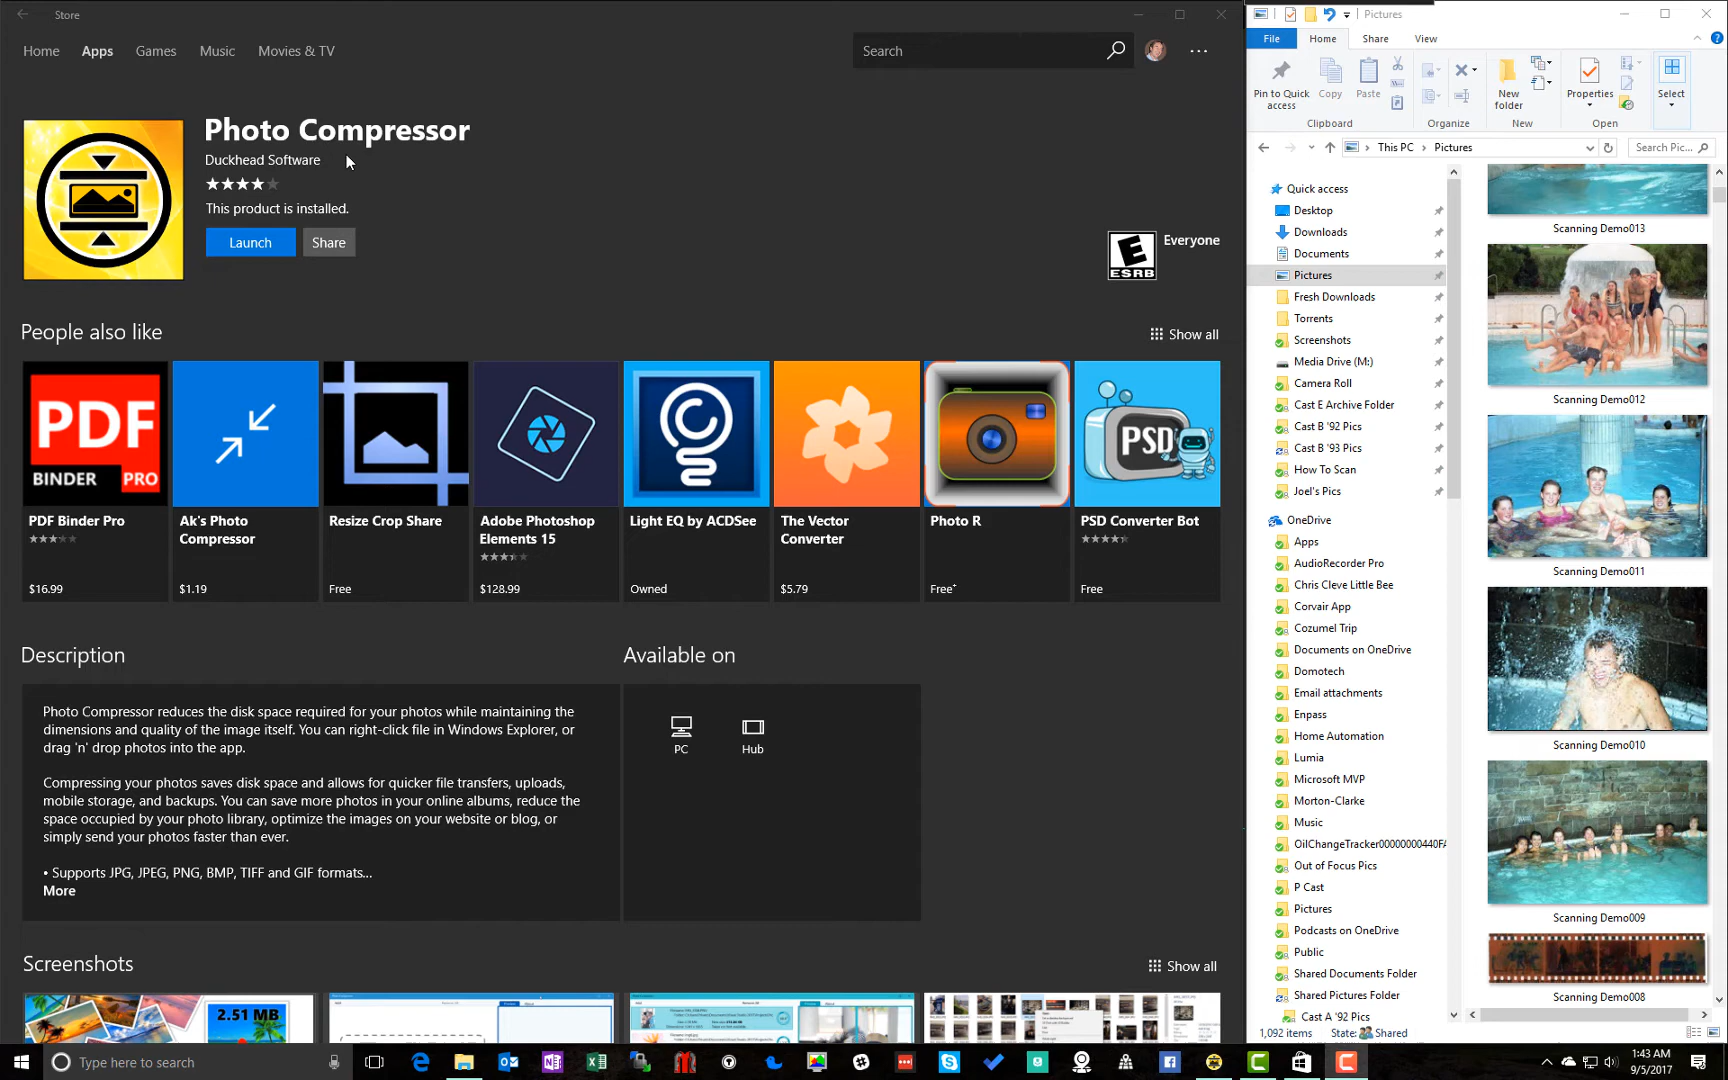 Store
Home Apps Games Music Movies & TV
Search
Photo Compressor
Duckhead Software
This product is installed.
Launch Share
E
ESRB
Everyone
People also like
Show all
PDF
BINDER PRO
PDF Binder Pro
$16.99
Ak's Photo
Compressor
$1.19
Resize Crop Share
Free
Adobe Photoshop
Elements 15
$128.99
Light EQ by ACDSee
Owned
The Vector
Converter
$5.79
Photo R
Free+
PSD
PSD Converter Bot
Free
Description
Photo Compressor reduces the disk space required for your photos while maintaining the
dimensions and quality of the image itself. You can right-click file in Windows Explorer, or
drag 'n' drop photos into the app.
Compressing your photos saves disk space and allows for quicker file transfers, uploads,
mobile storage, and backups. You can save more photos in your online albums, reduce the
space occupied by your photo library, optimize the images on your website or blog, or
simply send your photos faster than ever.
• Supports JPG, JPEG, PNG, BMP, TIFF and GIF formats...
More
Available on
PC
Hub
Screenshots
Show all
2.51 MB
Pictures
File Home Share View
Pin to Quick
access
Copy
Paste
New
folder
Properties
Select
Clipboard Organize New Open
This PC > Pictures
Search Pic...
Quick access
Desktop
Downloads
Documents
Pictures
Fresh Downloads
Torrents
Screenshots
Media Drive (M:)
Camera Roll
Cast E Archive Folder
Cast B '92 Pics
Cast B '93 Pics
How To Scan
Joel's Pics
OneDrive
Apps
AudioRecorder Pro
Chris Cleve Little Bee
Corvair App
Cozumel Trip
Documents on OneDrive
Domotech
Email attachments
Enpass
Home Automation
Lumia
Microsoft MVP
Morton-Clarke
Music
OilChangeTracker00000000440FA
Out of Focus Pics
P Cast
Pictures
Podcasts on OneDrive
Public
Shared Documents Folder
Shared Pictures Folder
Cast A '92 Pics
Scanning Demo013
Scanning Demo012
Scanning Demo011
Scanning Demo010
Scanning Demo009
Scanning Demo008
1,092 items State: Shared
Type here to search
1:43 AM
9/5/2017